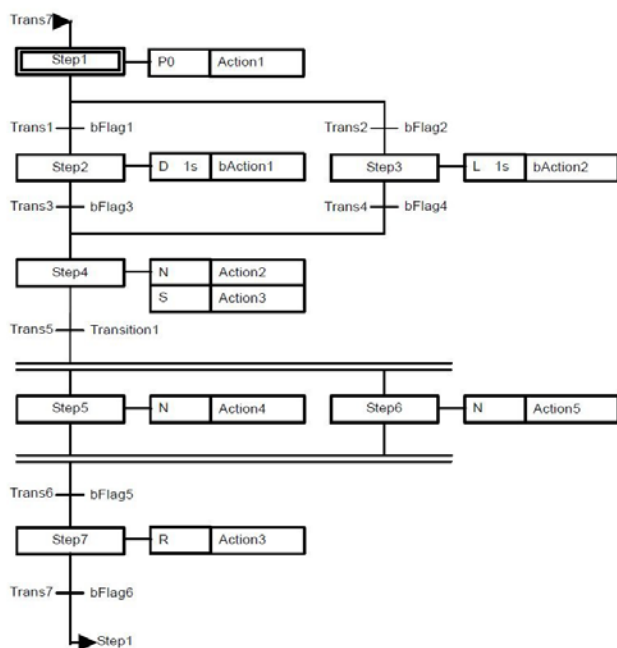 Trans7
Step1 P0 Action1
Trans1 bFlag1 Trans2 bFlag2
Step2 D 1s bAction1 Step3 L 1s bAction2
Trans3 bFlag3 Trans4 bFlag4
Step4 N Action2
S Action3
Trans5 Transition1
Step5 N Action4 Step6 N Action5
Trans6 bFlag5
Step7 R Action3
Trans7 bFlag6
Step1